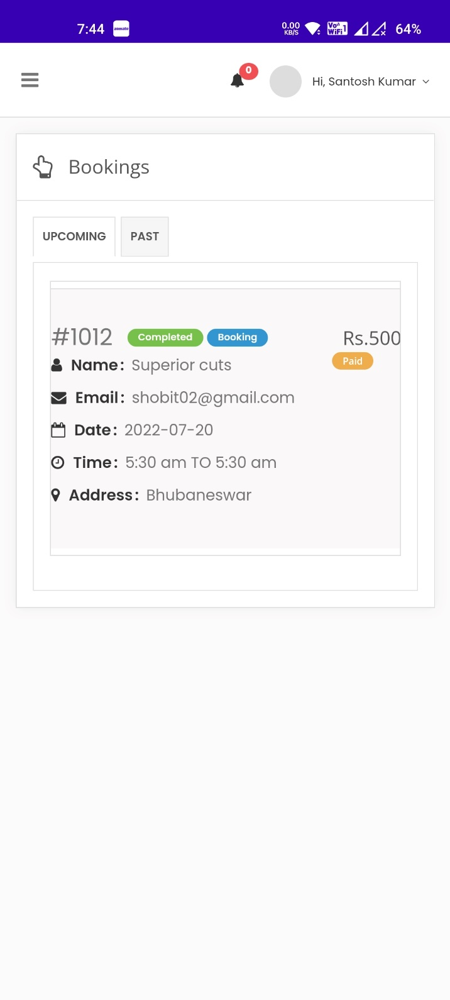 7:44 zomato 0.00 KB/S Vo WiFi 1 64%
0
Hi, Santosh Kumar
Bookings
UPCOMING PAST
#1012 Completed Booking Rs.500
Paid
Name: Superior cuts
Email: shobit02@gmail.com
Date: 2022-07-20
Time: 5:30 am TO 5:30 am
Address: Bhubaneswar